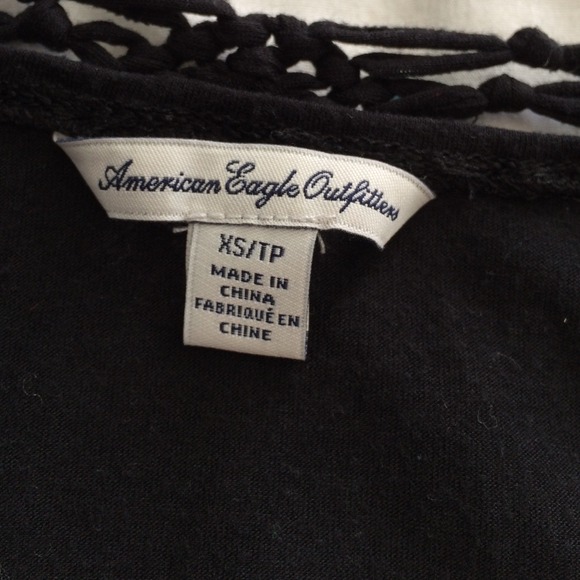 American Eagle Outfitters
XS/TP
MADE IN
CHINA
FABRIQUÉ EN
CHINE